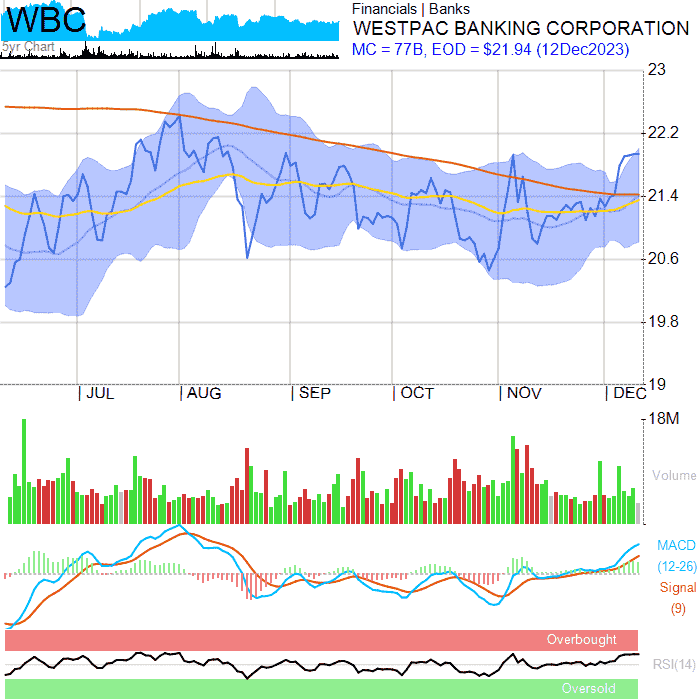 WBC
5yr Chart
Financials | Banks
WESTPAC BANKING CORPORATION
MC = 77B, EOD = $21.94 (12Dec2023)
23
22.2
21.4
20.6
19.8
19
| JUL | AUG | SEP | OCT | NOV | DEC
18M
Volume
MACD
(12-26)
Signal
(9)
Overbought
RSI(14)
Oversold